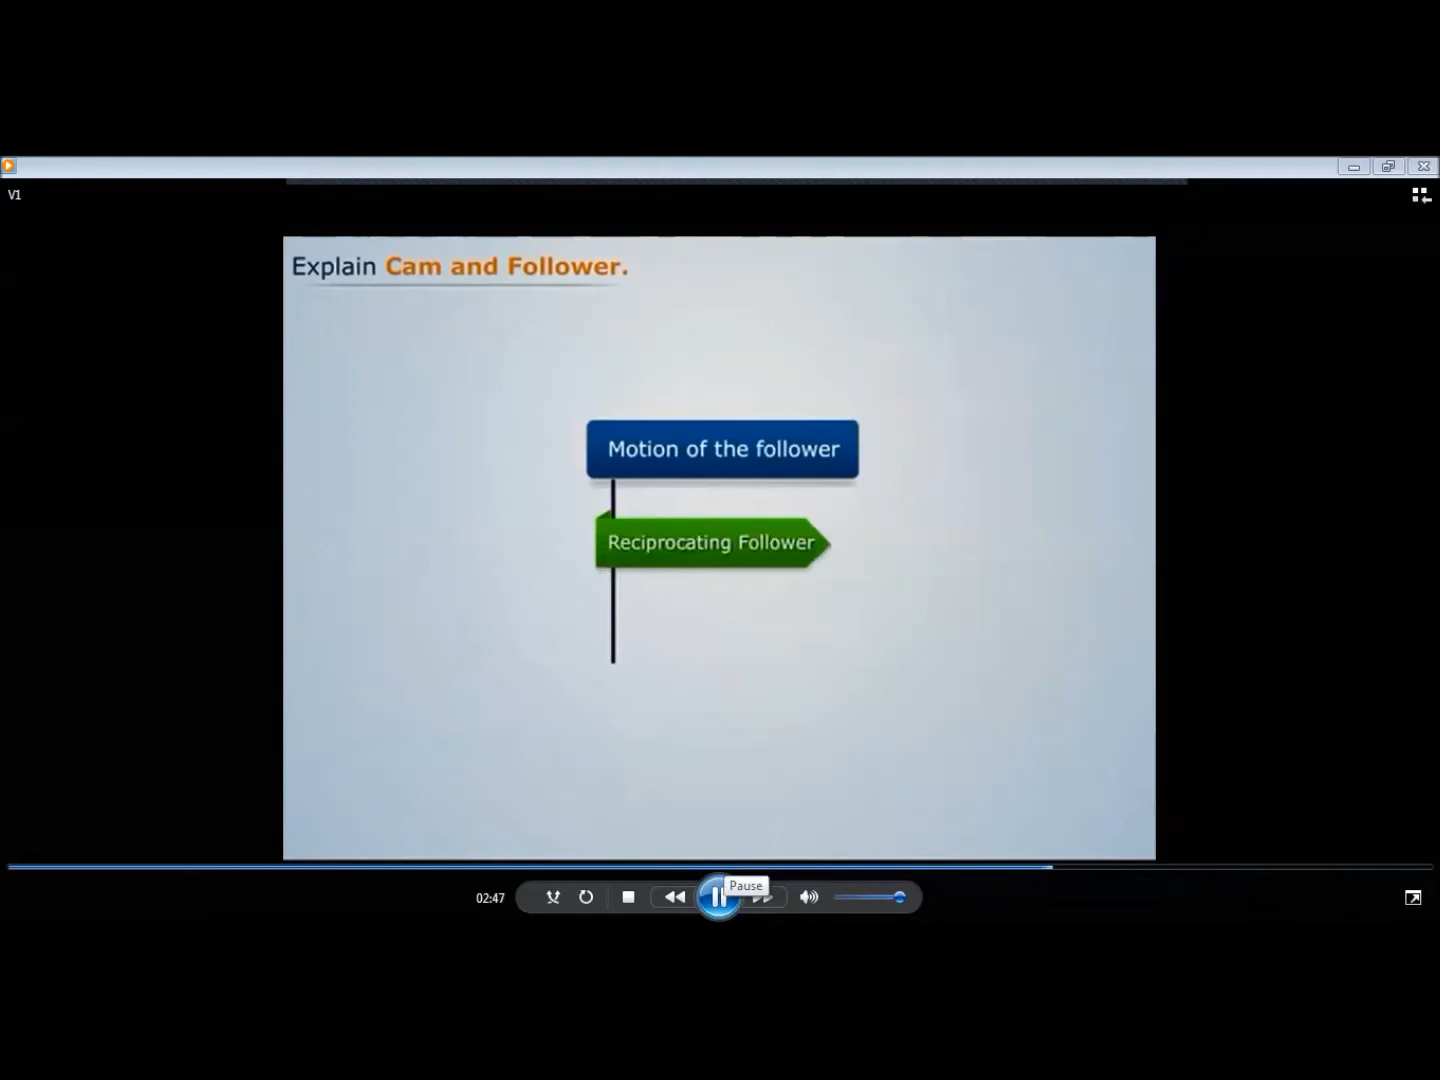 V1
Explain Cam and Follower.
Motion of the follower
Reciprocating Follower
Pause
02:47